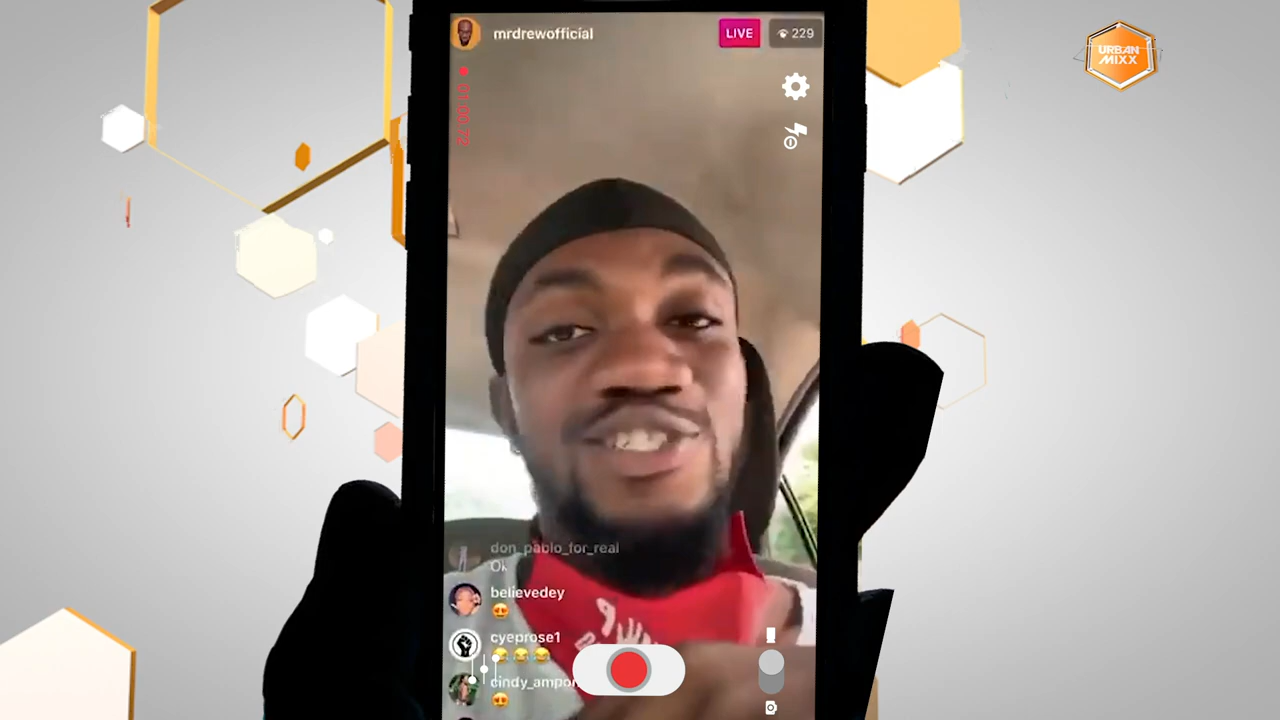 mrdrewofficial
LIVE
229
URBAN
MIXX
don_pablo_for_real
Ok
believedey
cyeprose1
cindy_ampon